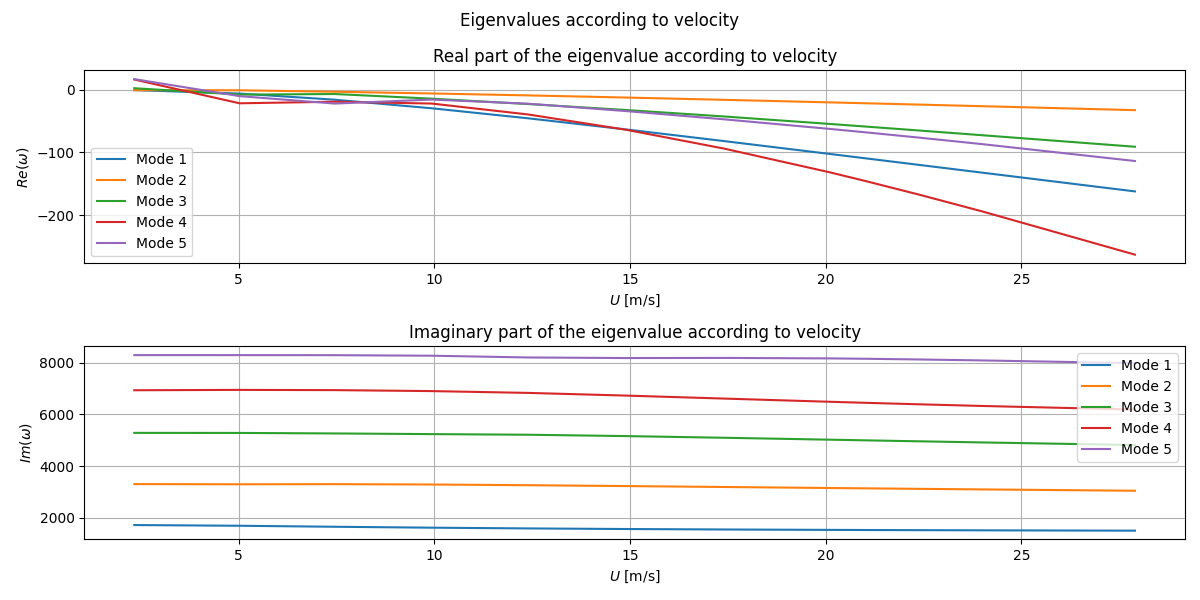 Eigenvalues according to velocity
Real part of the eigenvalue according to velocity
Re(ω)
0
−100
−200
Mode 1
Mode 2
Mode 3
Mode 4
Mode 5
5 10 15 20 25
U [m/s]
Imaginary part of the eigenvalue according to velocity
Im(ω)
8000
6000
4000
2000
Mode 1
Mode 2
Mode 3
Mode 4
Mode 5
5 10 15 20 25
U [m/s]